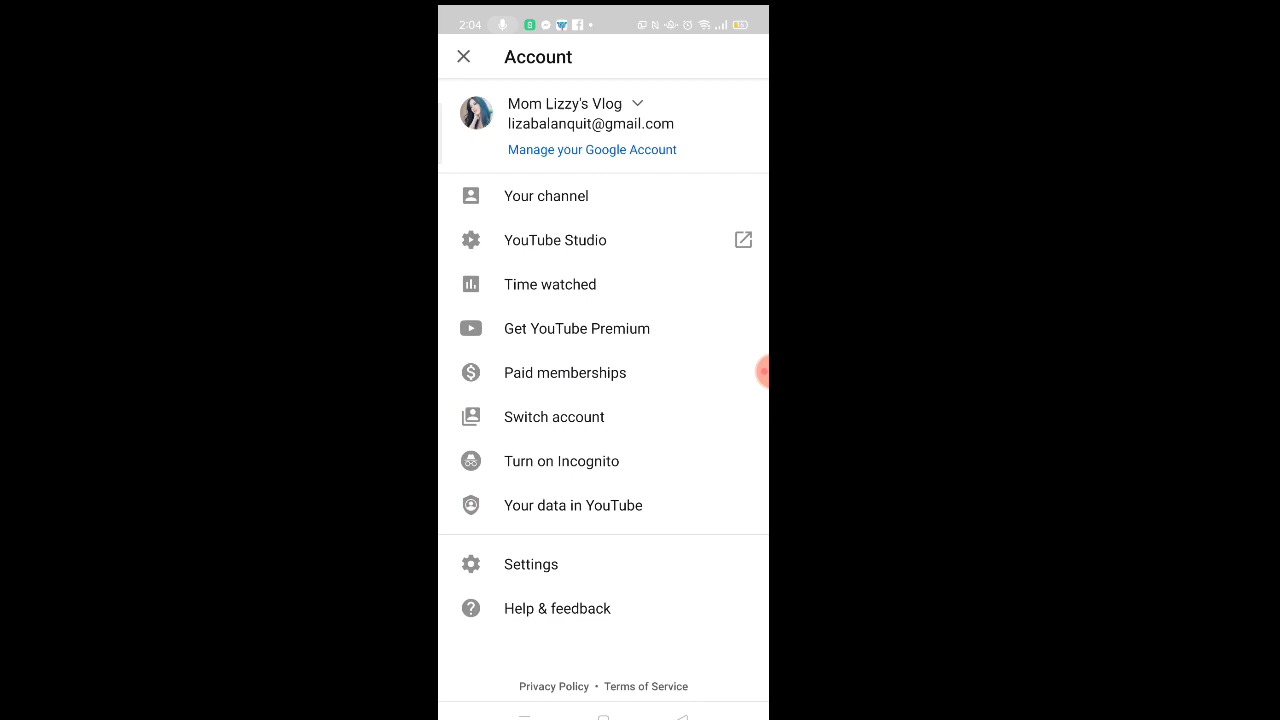 2:04
Account
Mom Lizzy's Vlog
lizabalanquit@gmail.com
Manage your Google Account
Your channel
YouTube Studio
Time watched
Get YouTube Premium
Paid memberships
Switch account
Turn on Incognito
Your data in YouTube
Settings
Help & feedback
Privacy Policy • Terms of Service